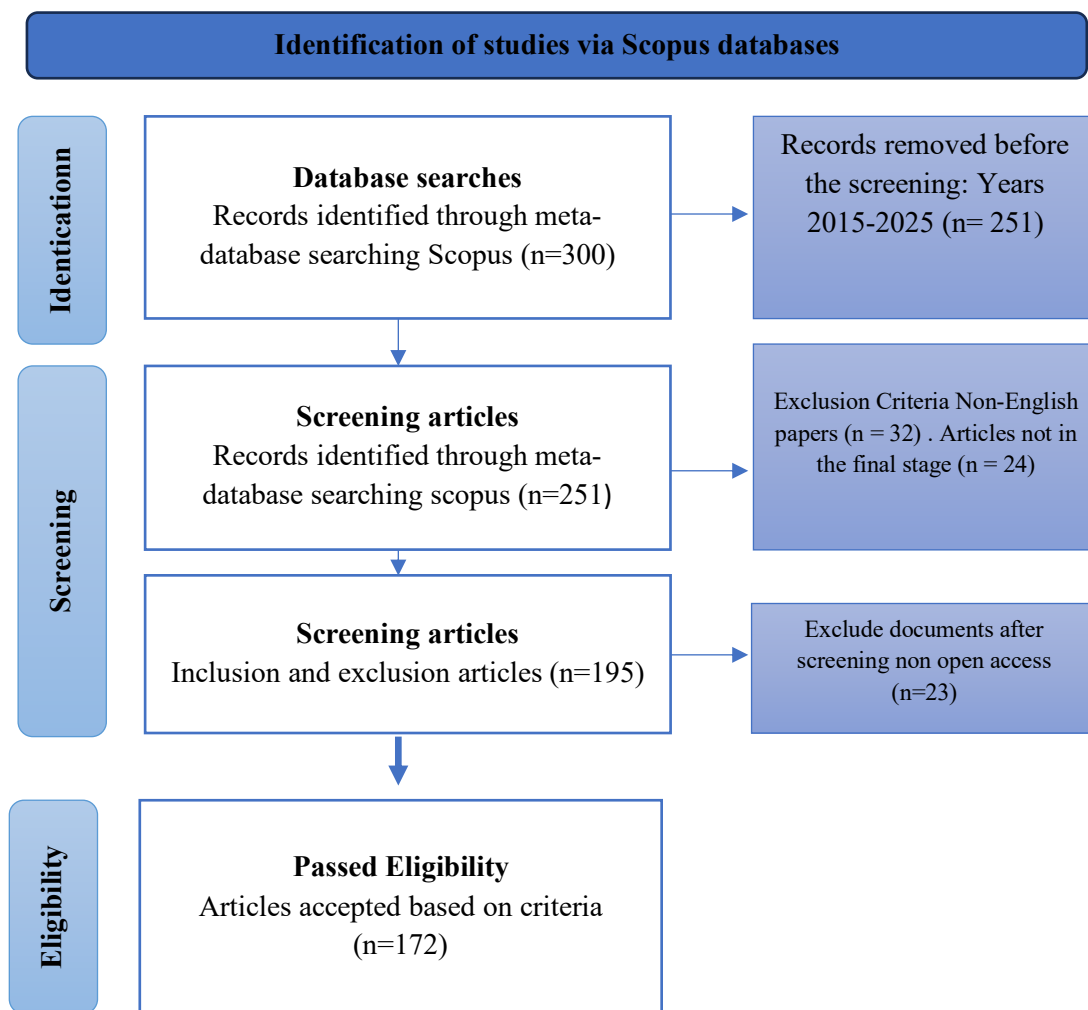 Identification of studies via Scopus databases
Identicationn
Database searches
Records identified through meta-
database searching Scopus (n=300)
Records removed before
the screening: Years
2015-2025 (n= 251)
Screening
Screening articles
Records identified through meta-
database searching scopus (n=251)
Exclusion Criteria Non-English
papers (n = 32) . Articles not in
the final stage (n = 24)
Screening articles
Inclusion and exclusion articles (n=195)
Exclude documents after
screening non open access
(n=23)
Eligibility
Passed Eligibility
Articles accepted based on criteria
(n=172)